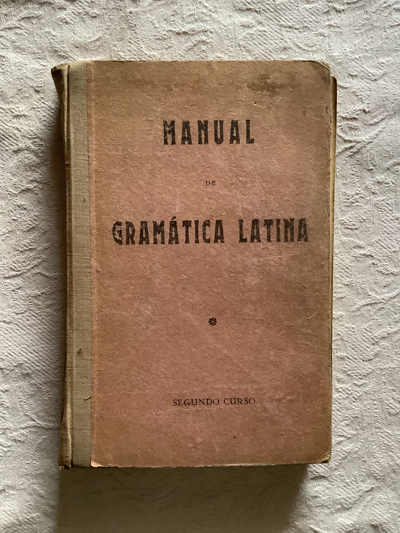 MANUAL
DE
GRAMÁTICA LATINA
SEGUNDO CURSO